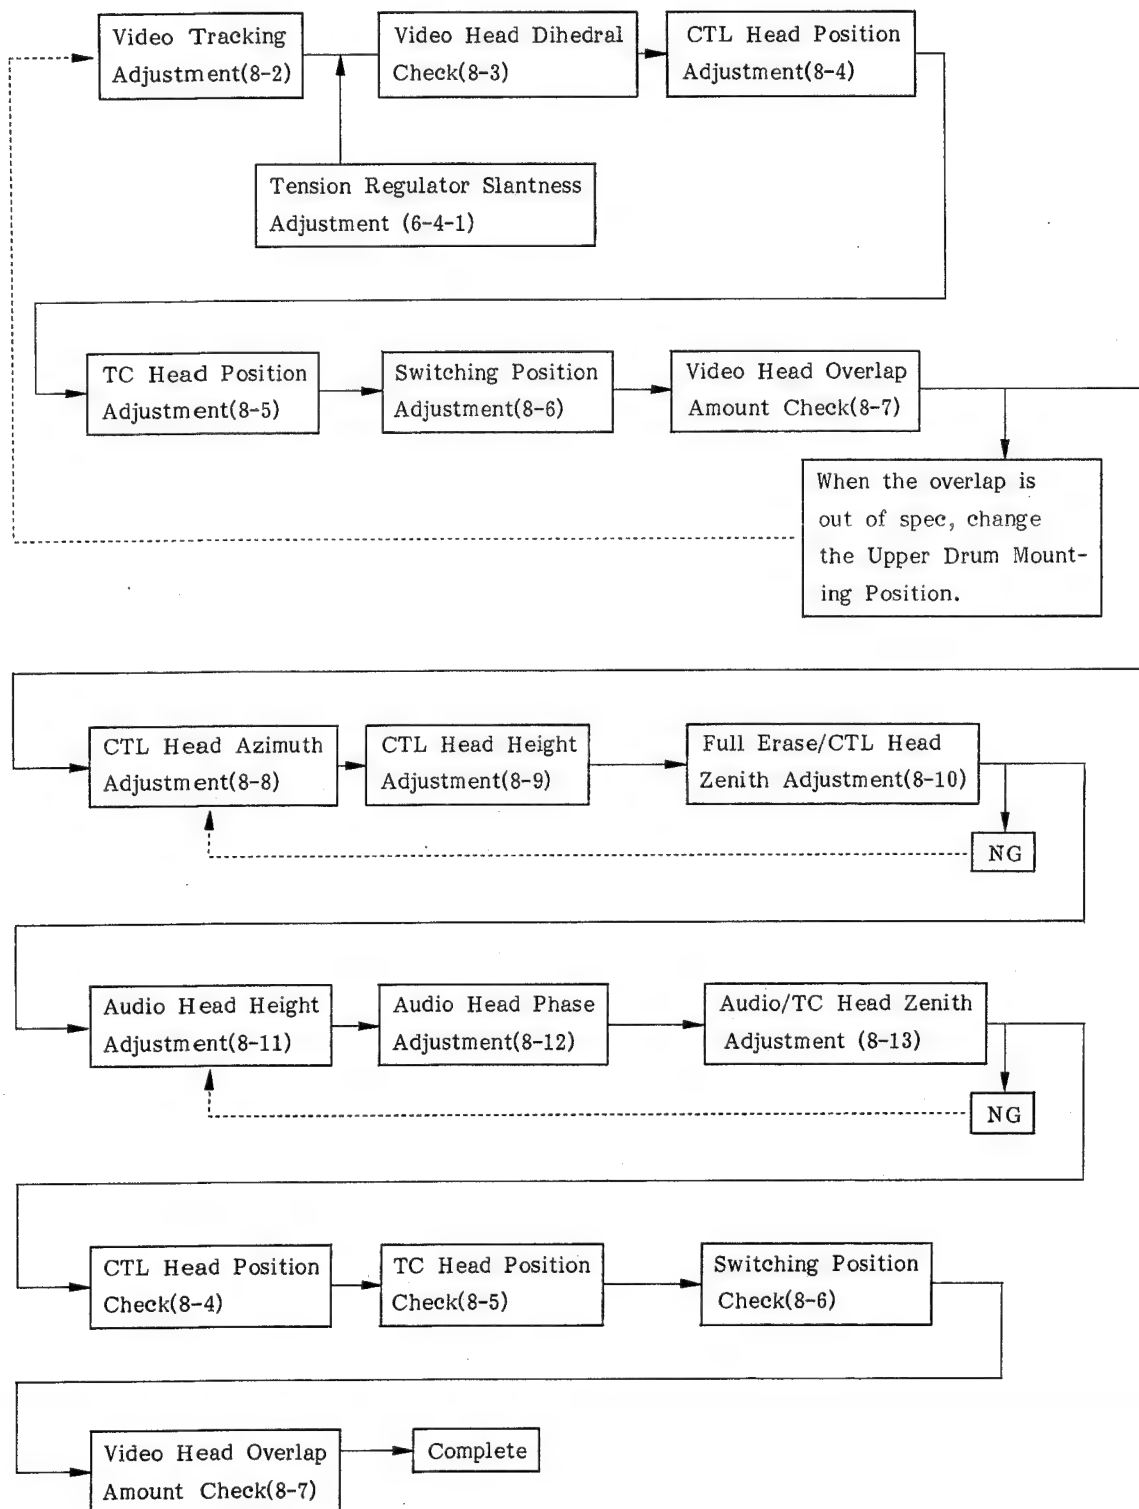 Video Tracking
Adjustment(8-2)
Video Head Dihedral
Check(8-3)
CTL Head Position
Adjustment(8-4)
Tension Regulator Slantness
Adjustment (6-4-1)
TC Head Position
Adjustment(8-5)
Switching Position
Adjustment(8-6)
Video Head Overlap
Amount Check(8-7)
When the overlap is
out of spec, change
the Upper Drum Mount-
ing Position.
CTL Head Azimuth
Adjustment(8-8)
CTL Head Height
Adjustment(8-9)
Full Erase/CTL Head
Zenith Adjustment(8-10)
NG
Audio Head Height
Adjustment(8-11)
Audio Head Phase
Adjustment(8-12)
Audio/TC Head Zenith
Adjustment (8-13)
NG
CTL Head Position
Check(8-4)
TC Head Position
Check(8-5)
Switching Position
Check(8-6)
Video Head Overlap
Amount Check(8-7)
Complete